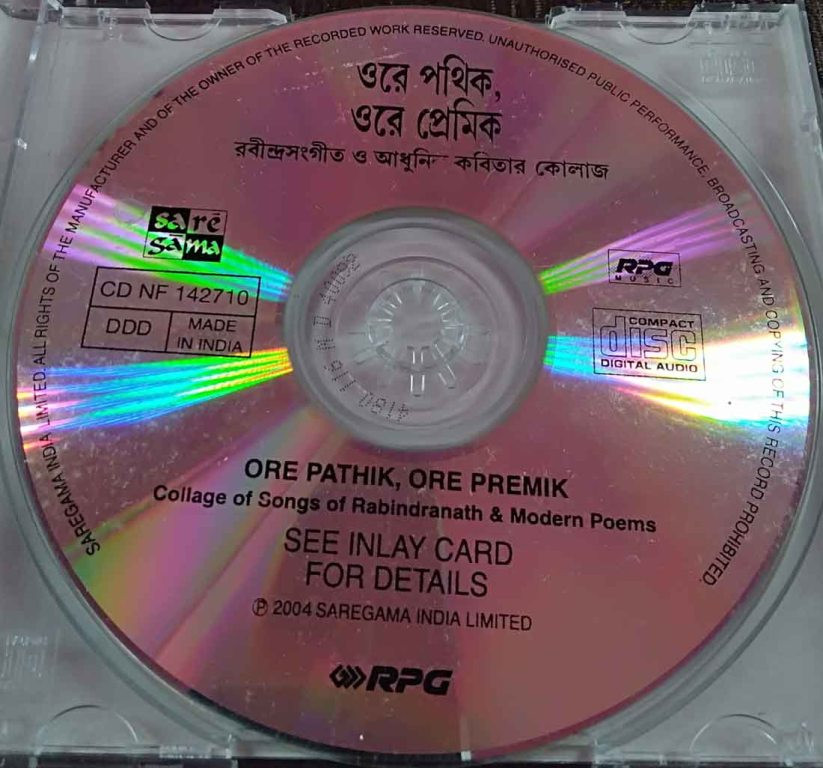 SAREGAMA INDIA LIMITED. ALL RIGHTS OF THE MANUFACTURER AND OF THE OWNER OF THE RECORDED WORK RESERVED. UNAUTHORISED PUBLIC PERFORMANCE. BROADCASTING AND COPYING OF THIS RECORD PROHIBITED.
ওরে পথিক,
ওরে প্রেমিক
রবীন্দ্রসংগীত ও কবিতার কোলাজ
sa re
sa ma
RPG
MUSIC
CD NF 142710
DDD
MADE
IN INDIA
COMPACT
disc
DIGITAL AUDIO
ORE PATHIK, ORE PREMIK
Collage of Songs of Rabindranath & Modern Poems
SEE INLAY CARD
FOR DETAILS
℗ 2004 SAREGAMA INDIA LIMITED
RPG